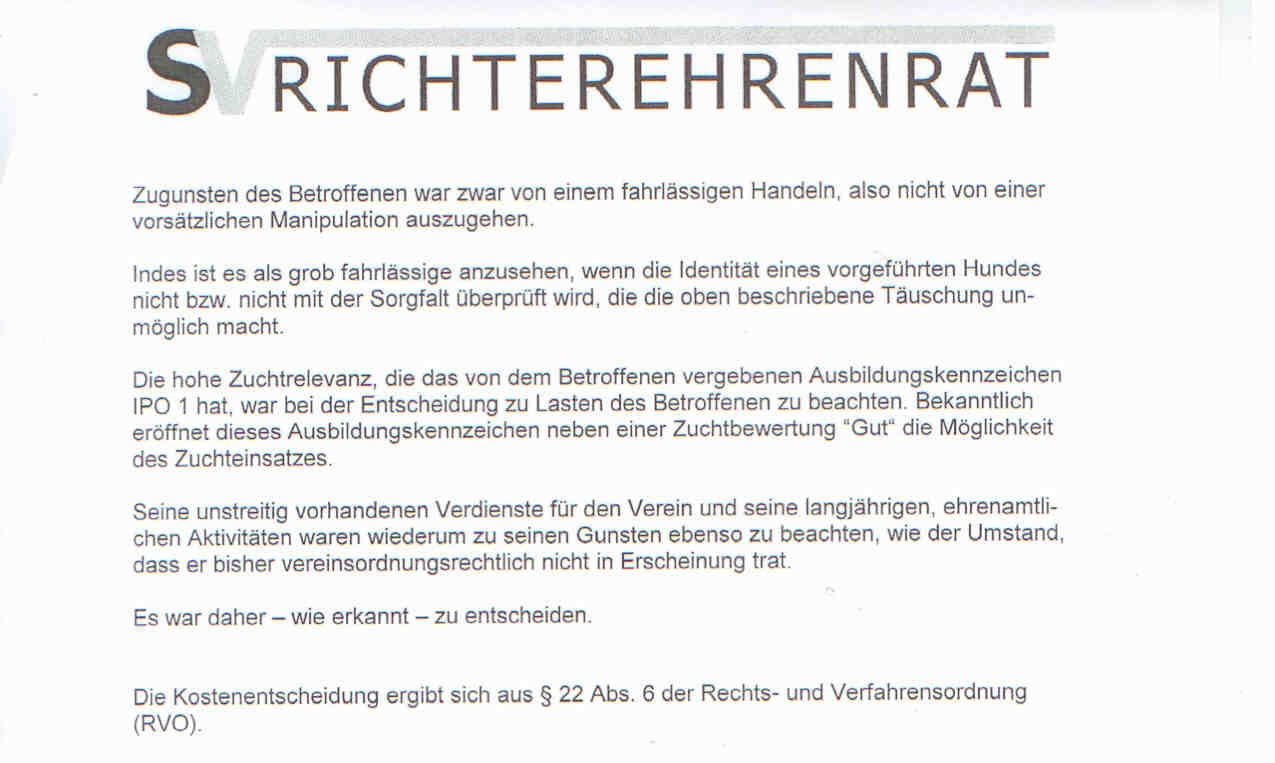 SV RICHTEREHRENRAT
Zugunsten des Betroffenen war zwar von einem fahrlässigen Handeln, also nicht von einer
vorsätzlichen Manipulation auszugehen.
Indes ist es als grob fahrlässige anzusehen, wenn die Identität eines vorgeführten Hundes
nicht bzw. nicht mit der Sorgfalt überprüft wird, die die oben beschriebene Täuschung un-
möglich macht.
Die hohe Zuchtrelevanz, die das von dem Betroffenen vergebenen Ausbildungskennzeichen
IPO 1 hat, war bei der Entscheidung zu Lasten des Betroffenen zu beachten. Bekanntlich
eröffnet dieses Ausbildungskennzeichen neben einer Zuchtbewertung “Gut“ die Möglichkeit
des Zuchteinsatzes.
Seine unstreitig vorhandenen Verdienste für den Verein und seine langjährigen, ehrenamtli-
chen Aktivitäten waren wiederum zu seinen Gunsten ebenso zu beachten, wie der Umstand,
dass er bisher vereinsordnungsrechtlich nicht in Erscheinung trat.
Es war daher – wie erkannt – zu entscheiden.
Die Kostenentscheidung ergibt sich aus § 22 Abs. 6 der Rechts- und Verfahrensordnung
(RVO).